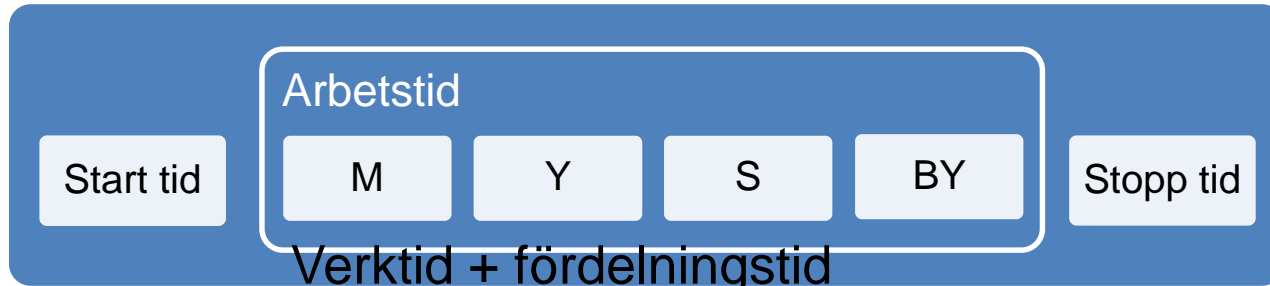 Arbetstid
Start tid M Y S BY Stopp tid
Verktid + fördelningstid